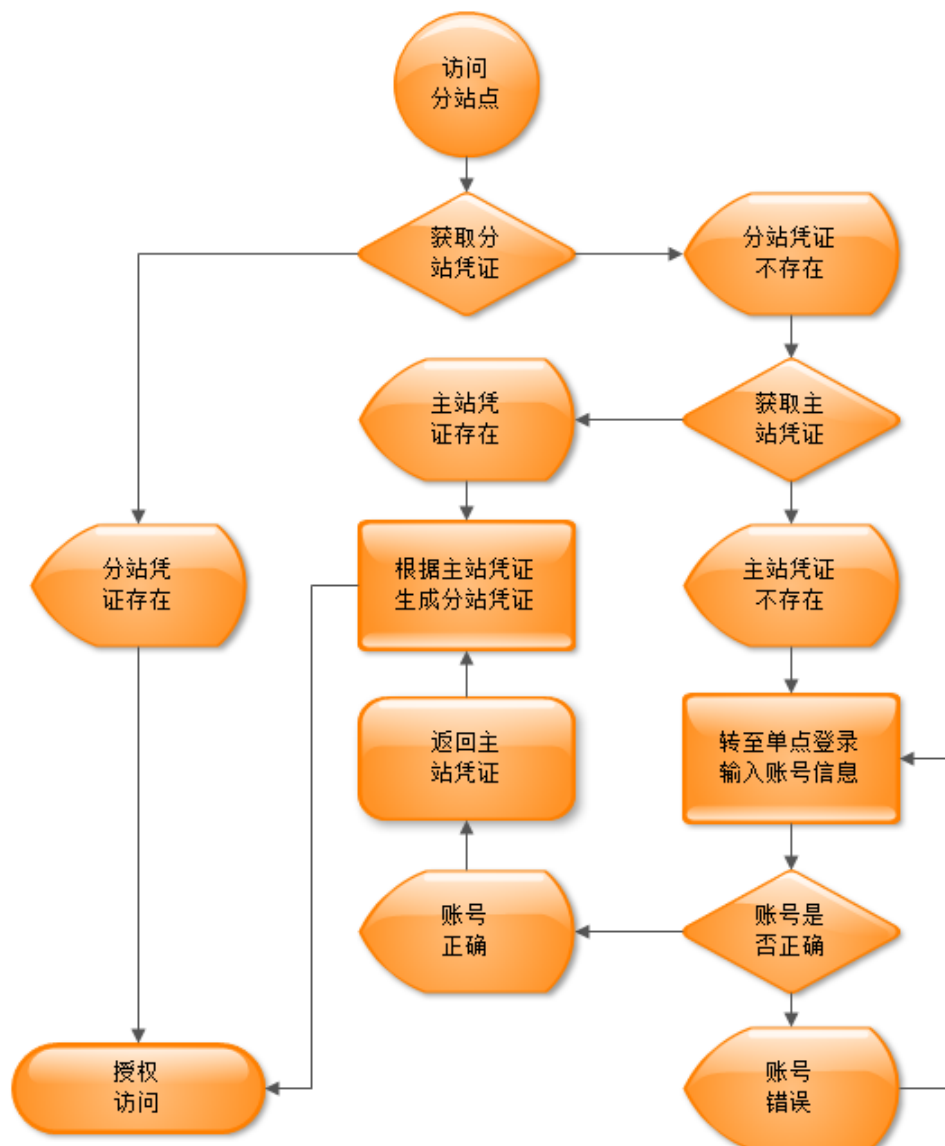 访问
分站点
获取分
站凭证
分站凭证
不存在
主站凭
证存在
获取主
站凭证
分站凭
证存在
根据主站凭证
生成分站凭证
主站凭证
不存在
返回主
站凭证
转至单点登录
输入账号信息
账号
正确
账号是
否正确
授权
访问
账号
错误